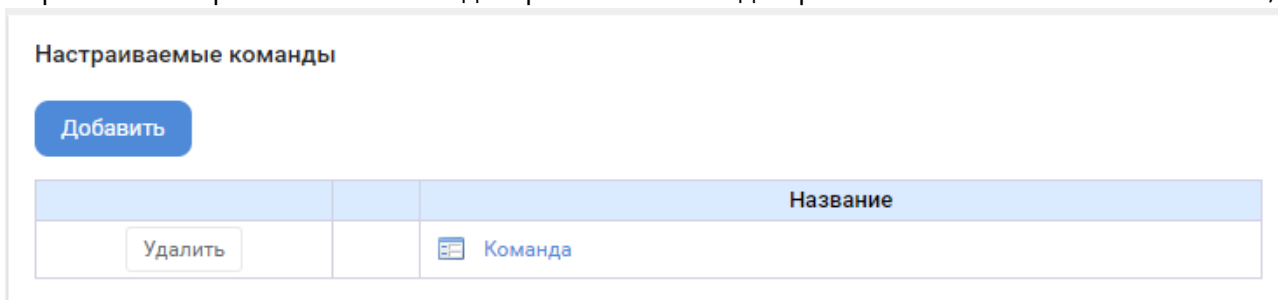 Настраиваемые команды
Добавить
Название
Удалить Команда